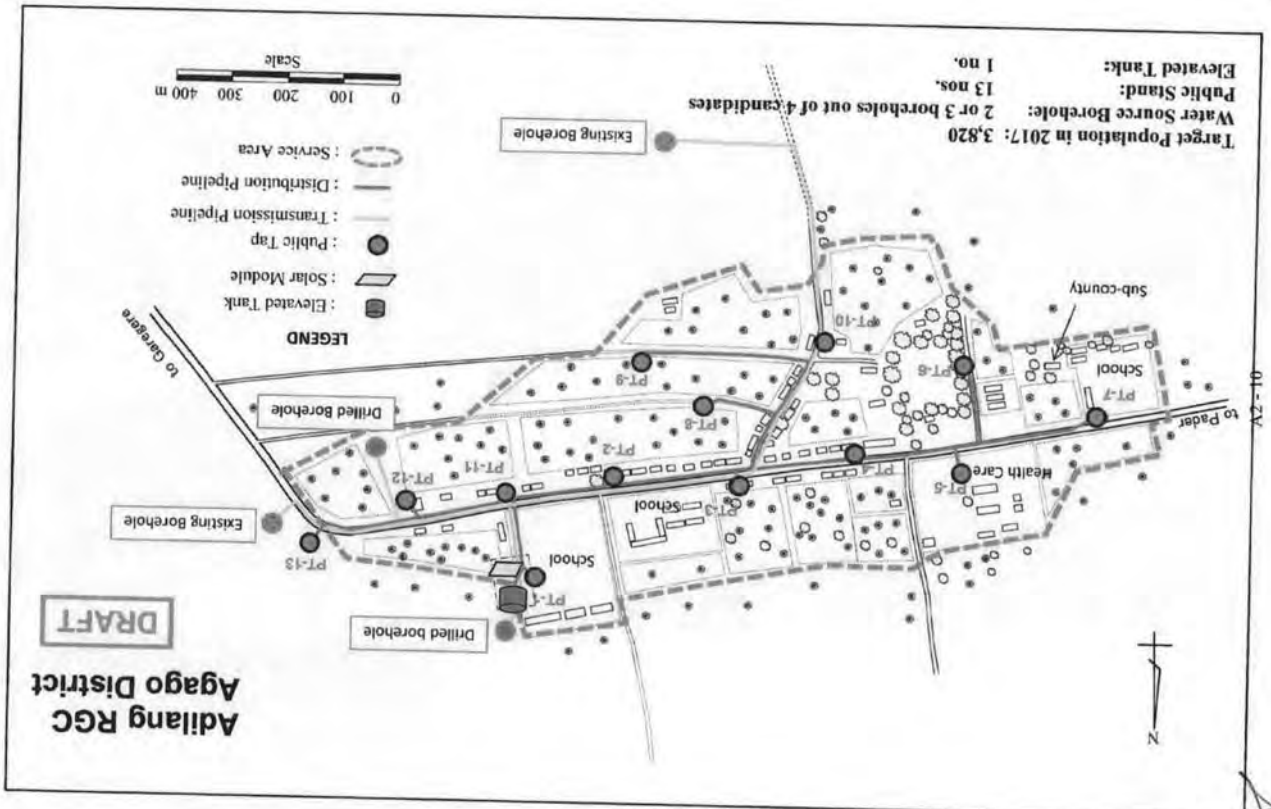 Adilang RGC
Agago District
DRAFT
N
Drilled borehole
Existing Borehole
Drilled Borehole
School
School
School
Health Care
Sub-county
PT-1
PT-2
PT-3
PT-4
PT-5
PT-6
PT-7
PT-8
PT-9
PT-10
PT-11
PT-12
PT-13
to Pader
to Garegere
Existing Borehole
LEGEND
: Elevated Tank
: Solar Module
: Public Tap
: Transmission Pipeline
: Distribution Pipeline
: Service Area
0 100 200 300 400 m
Scale
Target Population in 2017: 3,820
Water Source Borehole: 2 or 3 boreholes out of 4 candidates
Public Stand: 13 nos.
Elevated Tank: 1 no.
A2 - 10